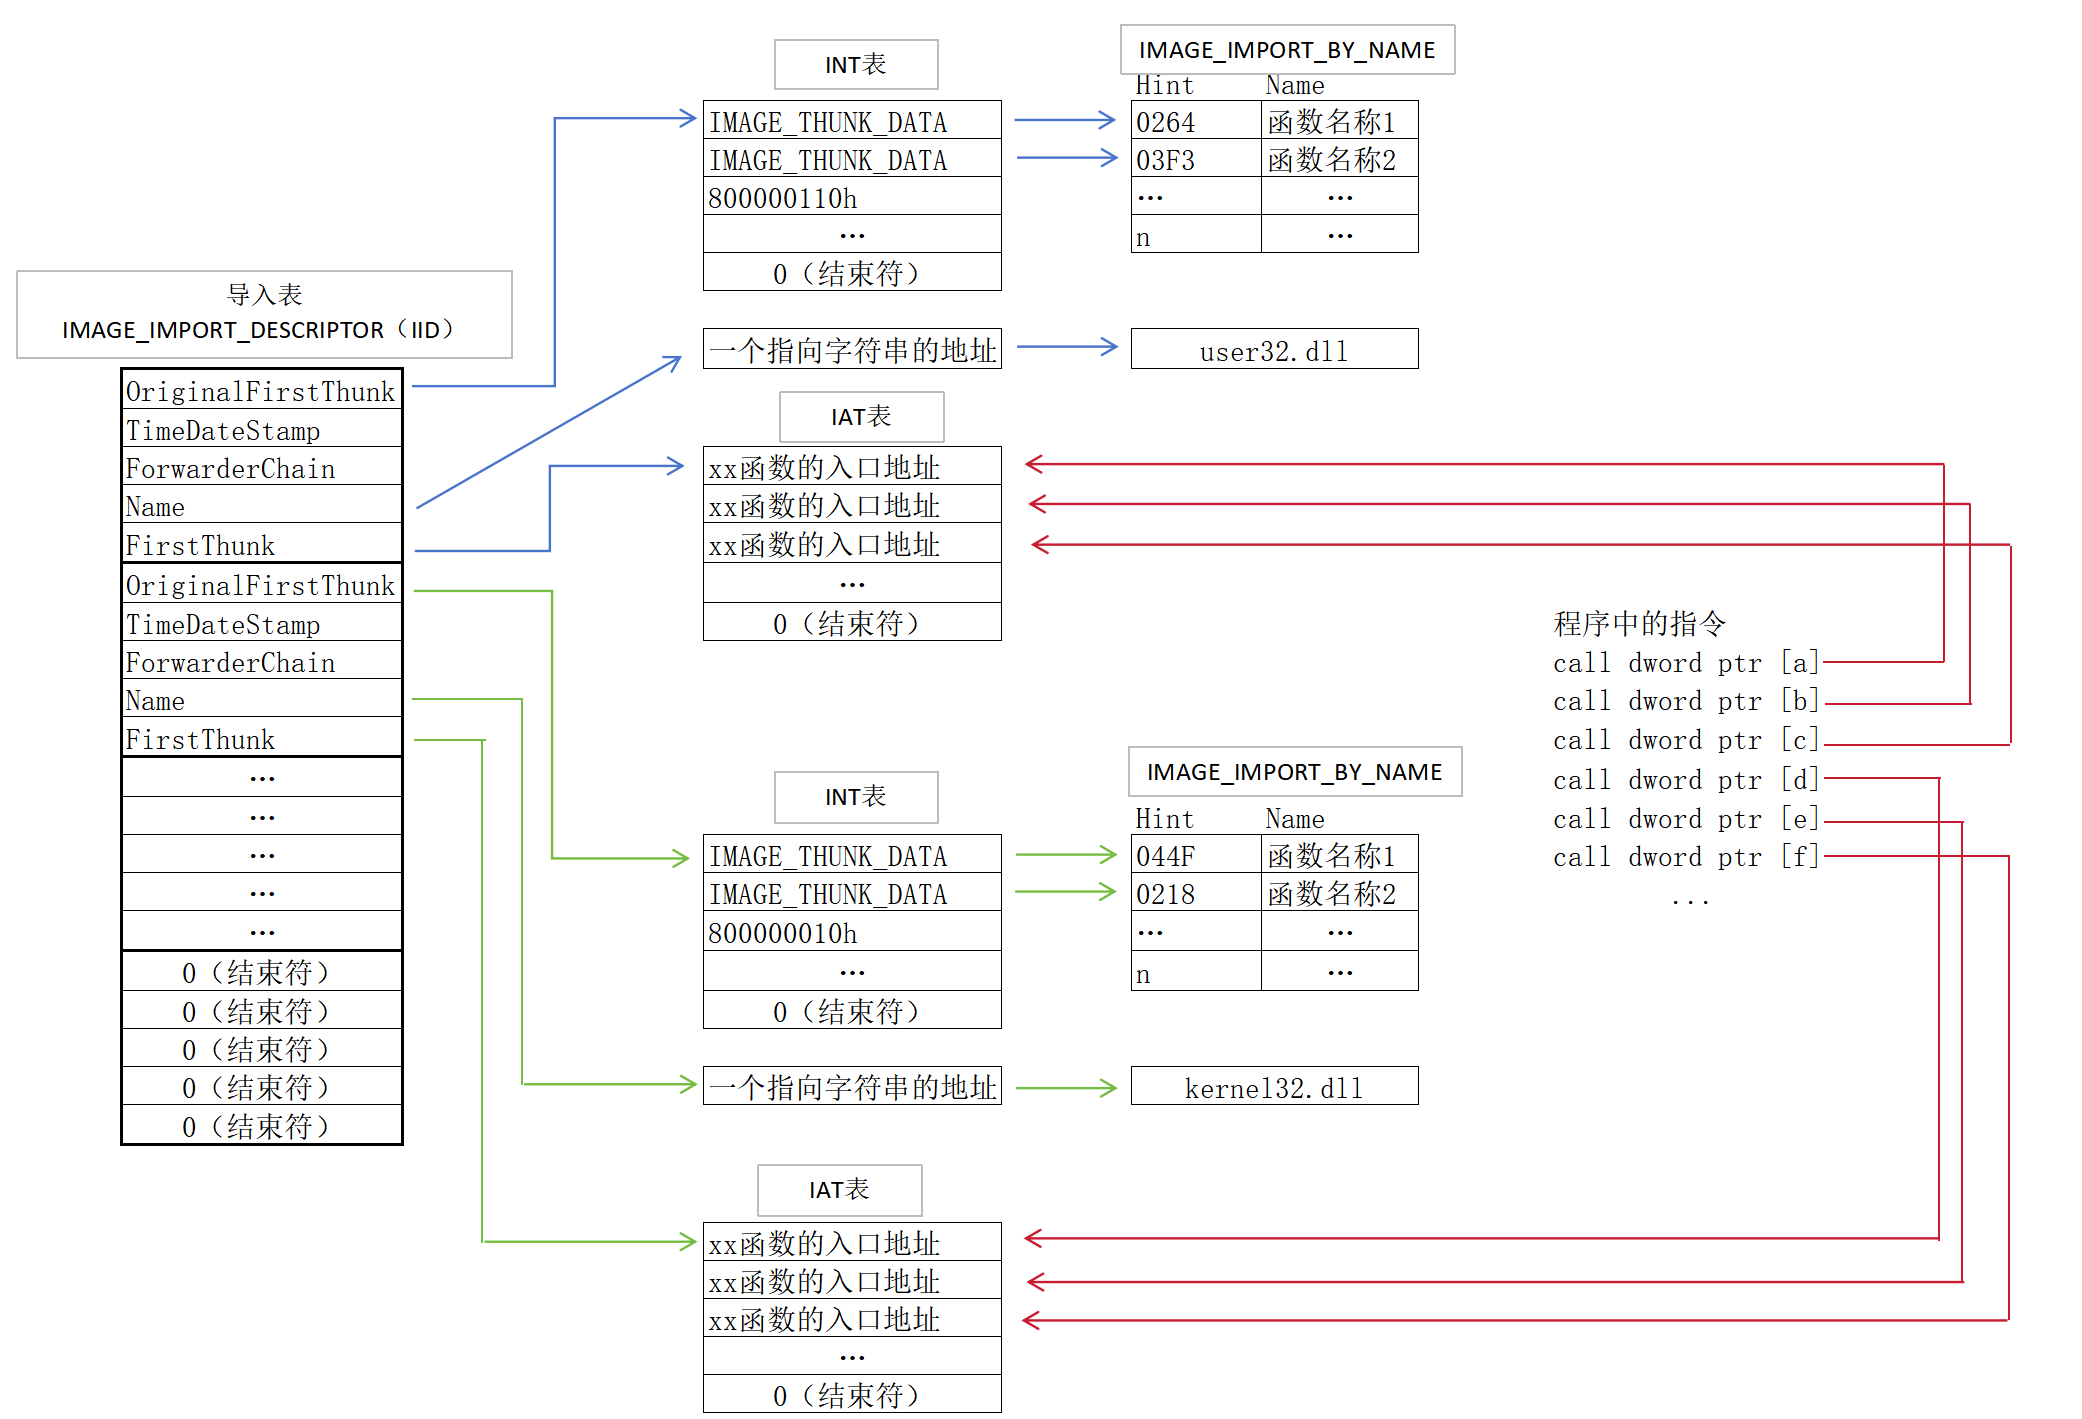 导入表
IMAGE_IMPORT_DESCRIPTOR（IID）
OriginalFirstThunk
TimeDateStamp
ForwarderChain
Name
FirstThunk
OriginalFirstThunk
TimeDateStamp
ForwarderChain
Name
FirstThunk
…
…
…
…
…
0（结束符）
0（结束符）
0（结束符）
0（结束符）
0（结束符）
INT表
IMAGE_THUNK_DATA
IMAGE_THUNK_DATA
800000110h
…
0（结束符）
IMAGE_IMPORT_BY_NAME
Hint Name
0264 函数名称1
03F3 函数名称2
… …
n …
一个指向字符串的地址
user32.dll
IAT表
xx函数的入口地址
xx函数的入口地址
xx函数的入口地址
…
0（结束符）
INT表
IMAGE_THUNK_DATA
IMAGE_THUNK_DATA
800000010h
…
0（结束符）
IMAGE_IMPORT_BY_NAME
Hint Name
044F 函数名称1
0218 函数名称2
… …
n …
一个指向字符串的地址
kernel32.dll
IAT表
xx函数的入口地址
xx函数的入口地址
xx函数的入口地址
…
0（结束符）
程序中的指令
call dword ptr [a]
call dword ptr [b]
call dword ptr [c]
call dword ptr [d]
call dword ptr [e]
call dword ptr [f]
...